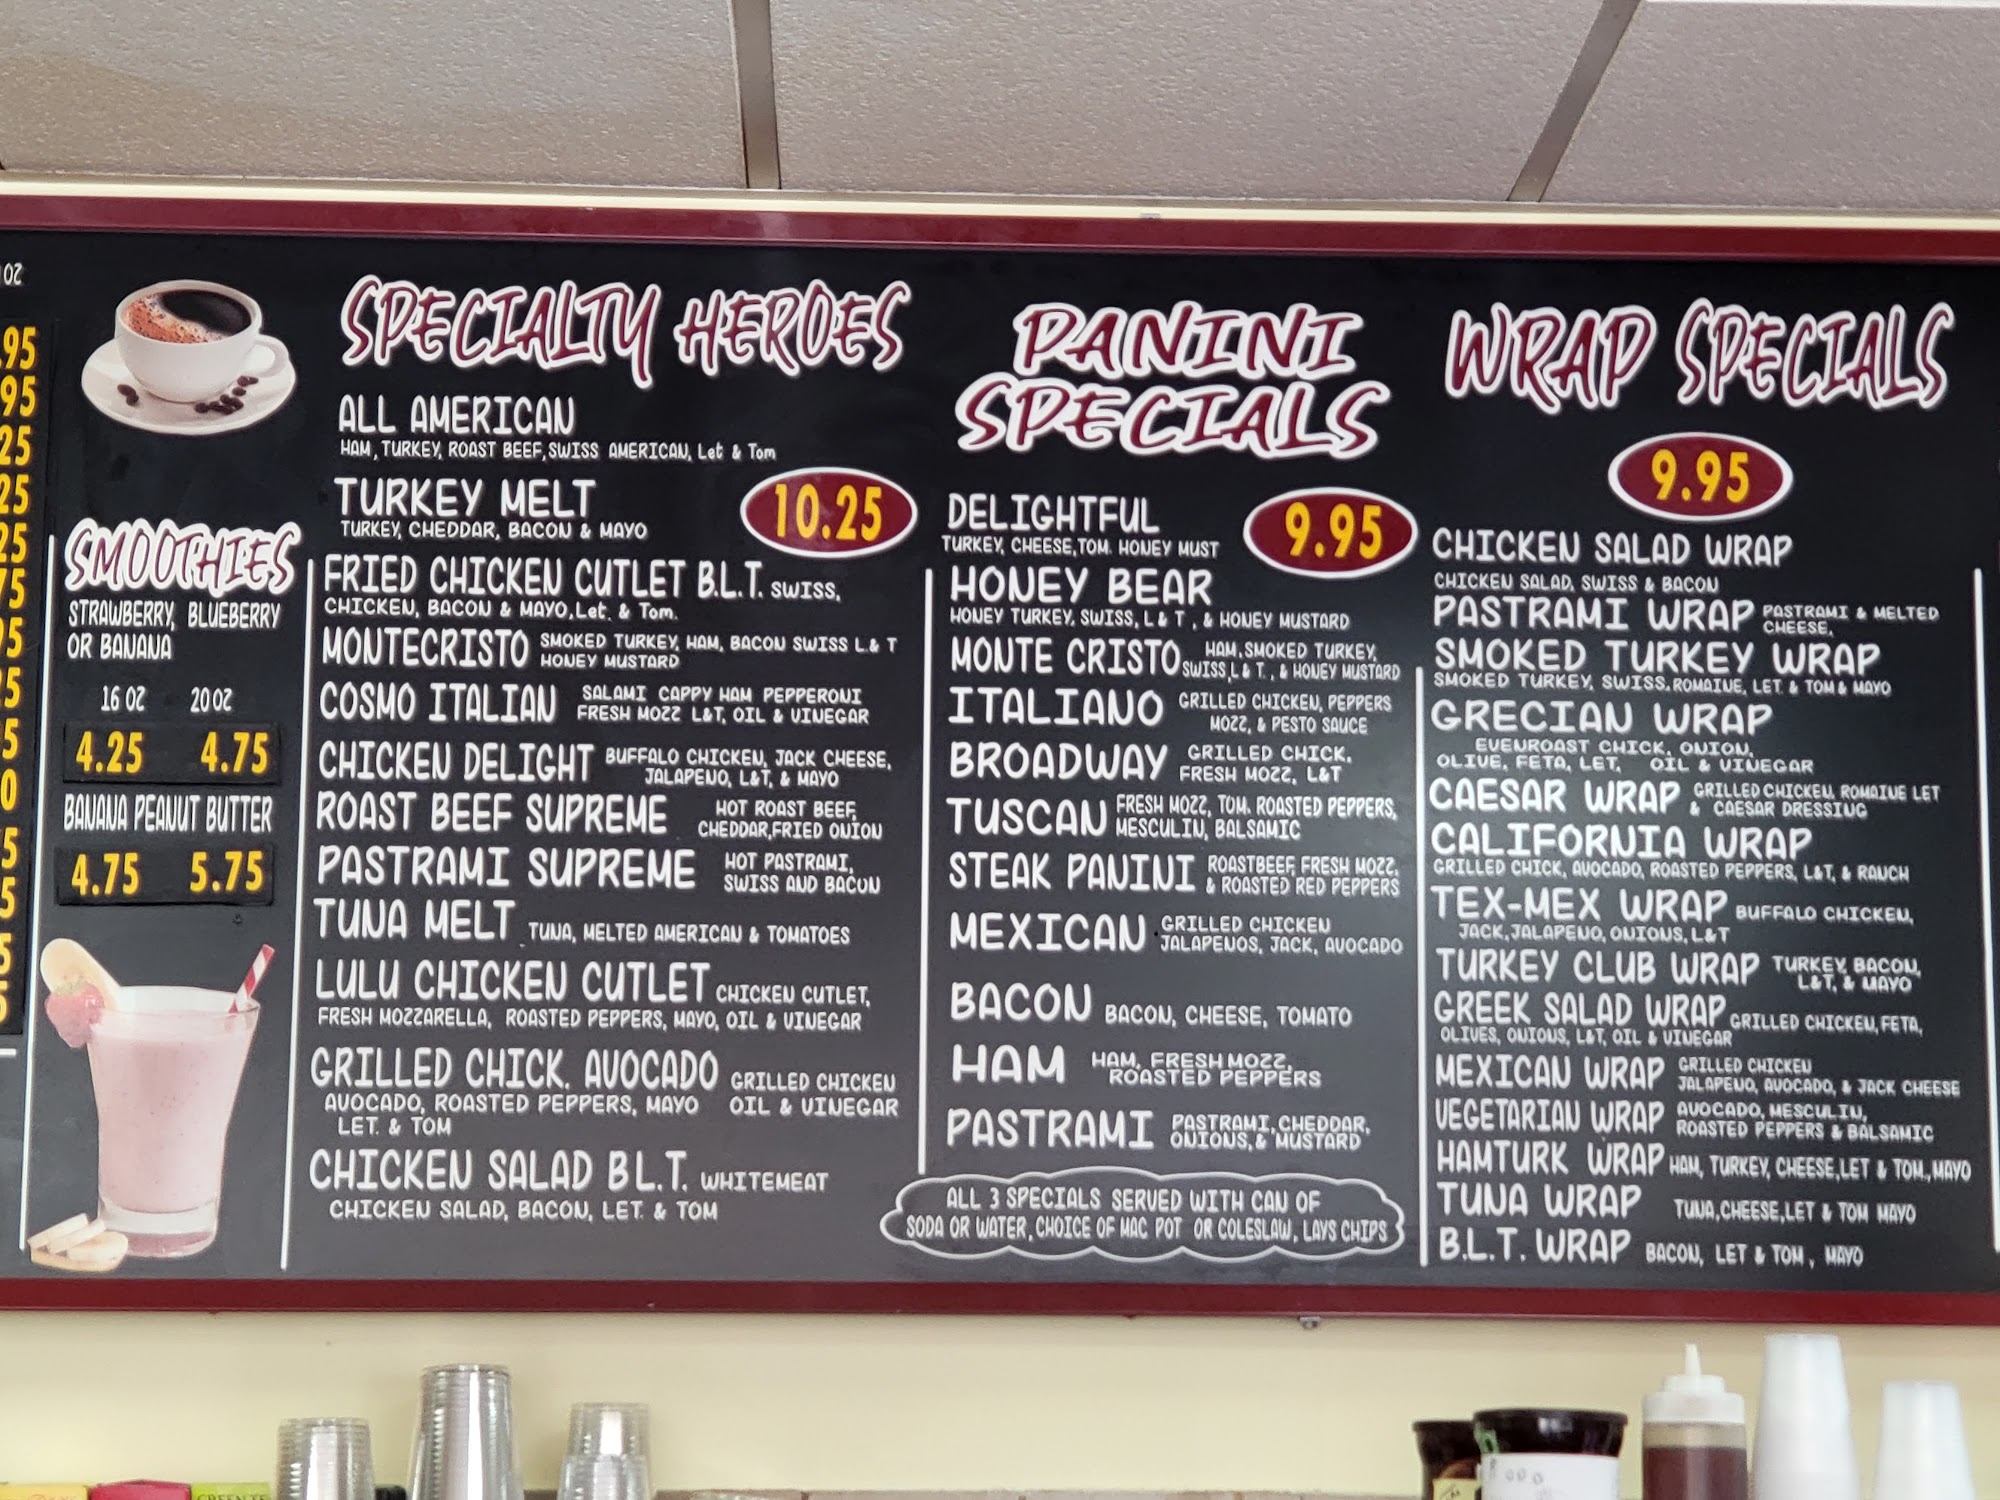 OZ
.95
95
25
25
25
75
95
25
5
0
5
5
5
5
SMOOTHIES
STRAWBERRY, BLUEBERRY
OR BANANA
16 OZ 20 OZ
4.25 4.75
BANANA PEANUT BUTTER
4.75 5.75
SPECIALTY HEROES
10.25
ALL AMERICAN
HAM, TURKEY, ROAST BEEF, SWISS AMERICAN, Let & Tom
TURKEY MELT
TURKEY, CHEDDAR, BACON & MAYO
FRIED CHICKEN CUTLET B.L.T. SWISS,
CHICKEN, BACON & MAYO, Let. & Tom.
MONTECRISTO SMOKED TURKEY, HAM, BACON SWISS L & T
HONEY MUSTARD
COSMO ITALIAN SALAMI CAPPY HAM PEPPERONI
FRESH MOZZ L&T, OIL & VINEGAR
CHICKEN DELIGHT BUFFALO CHICKEN, JACK CHEESE,
JALAPENO, L&T, & MAYO
ROAST BEEF SUPREME HOT ROAST BEEF,
CHEDDAR, FRIED ONION
PASTRAMI SUPREME HOT PASTRAMI,
SWISS AND BACON
TUNA MELT TUNA, MELTED AMERICAN & TOMATOES
LULU CHICKEN CUTLET CHICKEN CUTLET,
FRESH MOZZARELLA, ROASTED PEPPERS, MAYO, OIL & VINEGAR
GRILLED CHICK. AVOCADO GRILLED CHICKEN
AVOCADO, ROASTED PEPPERS, MAYO OIL & VINEGAR
LET. & TOM
CHICKEN SALAD B.L.T. WHITEMEAT
CHICKEN SALAD, BACON, LET. & TOM
PANINI
SPECIALS
9.95
DELIGHTFUL
TURKEY, CHEESE, TOM. HONEY MUST
HONEY BEAR
HONEY TURKEY, SWISS, L & T , & HONEY MUSTARD
MONTE CRISTO HAM, SMOKED TURKEY,
SWISS, L & T. , & HONEY MUSTARD
ITALIANO GRILLED CHICKEN, PEPPERS
MOZZ, & PESTO SAUCE
BROADWAY GRILLED CHICK.
FRESH MOZZ, L&T
TUSCAN FRESH MOZZ, TOM. ROASTED PEPPERS,
MESCULIN, BALSAMIC
STEAK PANINI ROASTBEEF, FRESH MOZZ,
& ROASTED RED PEPPERS
MEXICAN GRILLED CHICKEN
JALAPENOS, JACK, AVOCADO
BACON BACON, CHEESE, TOMATO
HAM HAM, FRESH MOZZ,
ROASTED PEPPERS
PASTRAMI PASTRAMI, CHEDDAR,
ONIONS, & MUSTARD
ALL 3 SPECIALS SERVED WITH CAN OF
SODA OR WATER, CHOICE OF MAC POT OR COLESLAW, LAYS CHIPS
WRAP SPECIALS
9.95
CHICKEN SALAD WRAP
CHICKEN SALAD, SWISS & BACON
PASTRAMI WRAP PASTRAMI & MELTED
CHEESE,
SMOKED TURKEY WRAP
SMOKED TURKEY, SWISS, ROMAINE, LET. & TOM & MAYO
GRECIAN WRAP
EVENROAST CHICK, ONION,
OLIVE, FETA, LET, OIL & VINEGAR
CAESAR WRAP GRILLED CHICKEN, ROMAINE LET
& CAESAR DRESSING
CALIFORNIA WRAP
GRILLED CHICK, AVOCADO, ROASTED PEPPERS, L&T, & RANCH
TEX-MEX WRAP BUFFALO CHICKEN,
JACK, JALAPENO, ONIONS, L&T
TURKEY CLUB WRAP TURKEY, BACON,
L&T, & MAYO
GREEK SALAD WRAP GRILLED CHICKEN, FETA,
OLIVES, ONIONS, L&T, OIL & VINEGAR
MEXICAN WRAP GRILLED CHICKEN
JALAPENO, AVOCADO, & JACK CHEESE
VEGETARIAN WRAP AVOCADO, MESCULIN,
ROASTED PEPPERS & BALSAMIC
HAMTURK WRAP HAM, TURKEY, CHEESE, LET & TOM., MAYO
TUNA WRAP TUNA, CHEESE, LET & TOM MAYO
B.L.T. WRAP BACON, LET & TOM , MAYO